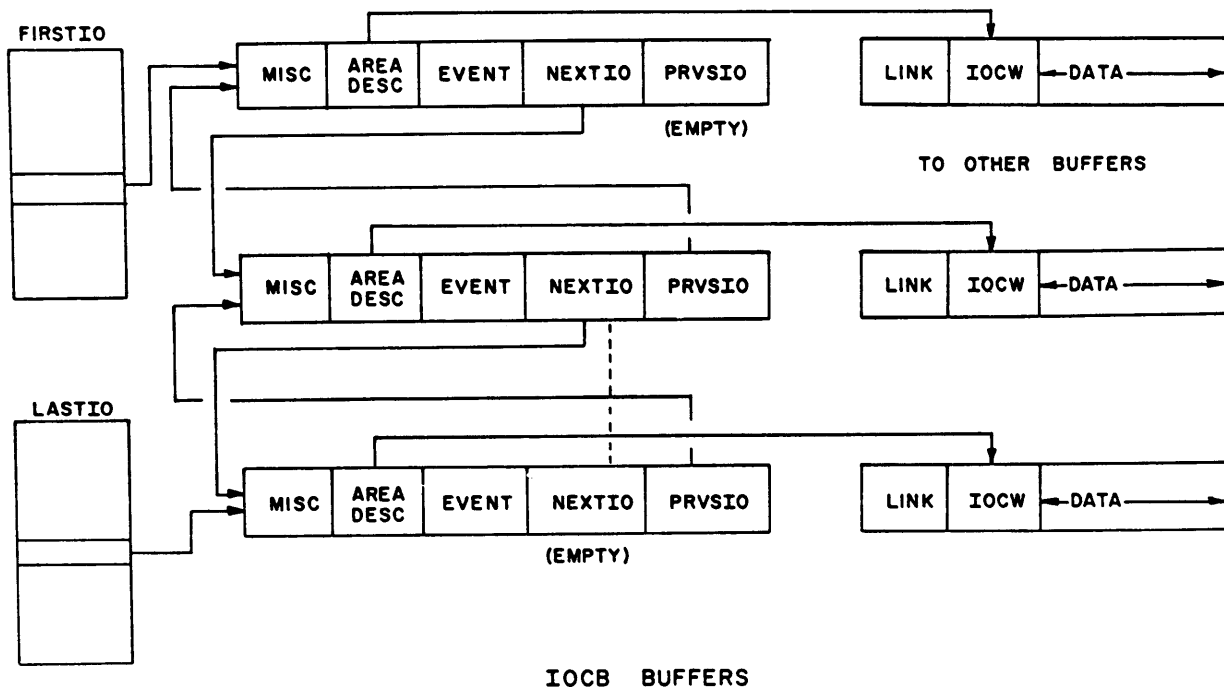 FIRSTIO
MISC AREA DESC EVENT NEXTIO PRVSIO
(EMPTY)
LINK IOCW DATA
TO OTHER BUFFERS
MISC AREA DESC EVENT NEXTIO PRVSIO
LINK IOCW DATA
LASTIO
MISC AREA DESC EVENT NEXTIO PRVSIO
(EMPTY)
LINK IOCW DATA
IOCB BUFFERS